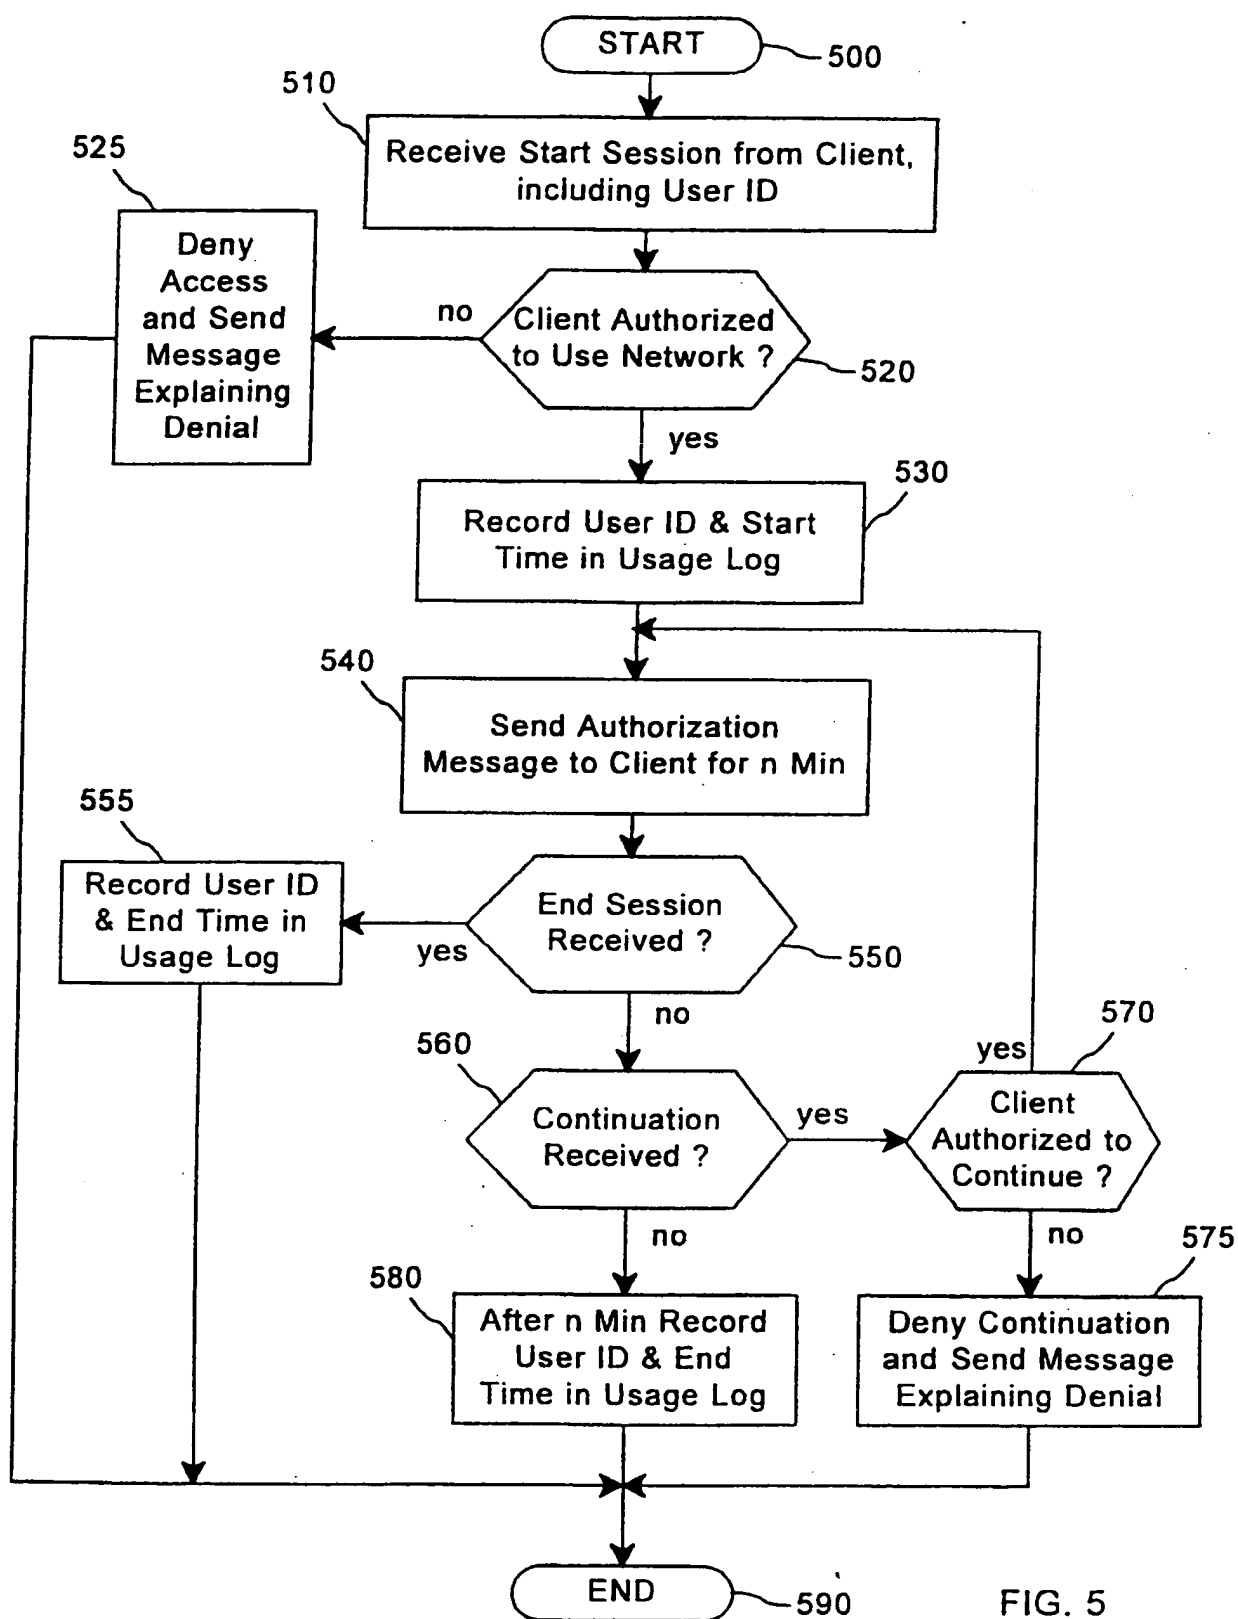 START
500
510
Receive Start Session from Client,
including User ID
525
Deny
Access
and Send
Message
Explaining
Denial
no
Client Authorized
to Use Network ?
520
yes
530
Record User ID & Start
Time in Usage Log
540
Send Authorization
Message to Client for n Min
555
Record User ID
& End Time in
Usage Log
yes
End Session
Received ?
550
no
560
Continuation
Received ?
yes
570
yes
Client
Authorized to
Continue ?
no
no
575
580
After n Min Record
User ID & End
Time in Usage Log
Deny Continuation
and Send Message
Explaining Denial
END
590
FIG. 5